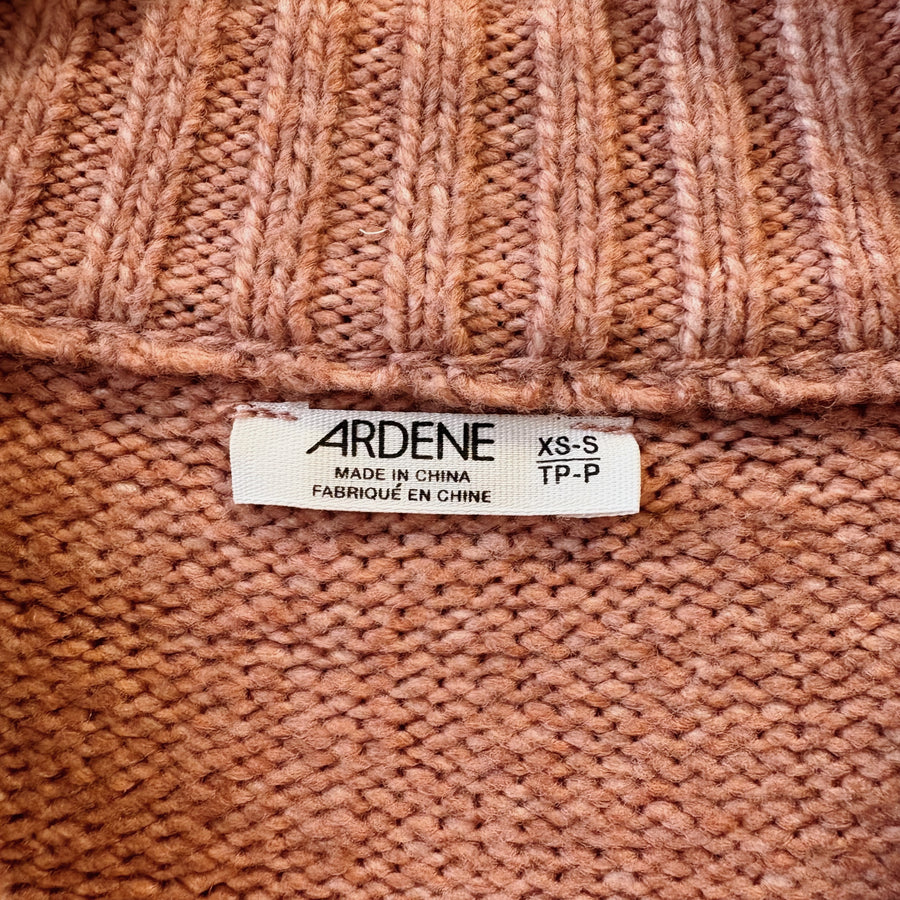 ARDENE
MADE IN CHINA
FABRIQUÉ EN CHINE
XS-S
TP-P